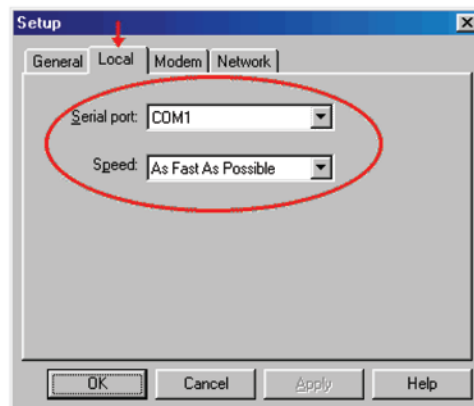 Setup
General Local Modem Network
Serial port: COM1
Speed: As Fast As Possible
OK Cancel Apply Help